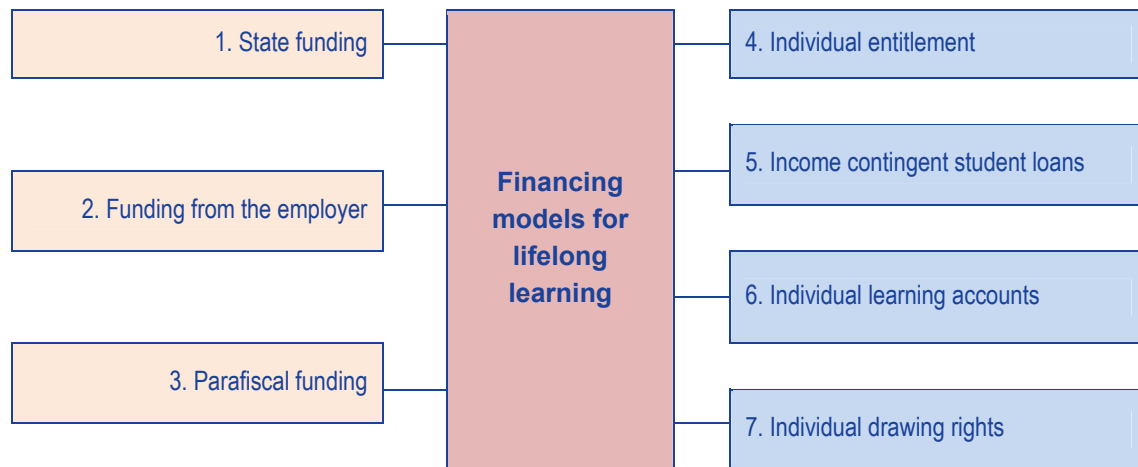 1. State funding
2. Funding from the employer
3. Parafiscal funding
Financing
models for
lifelong
learning
4. Individual entitlement
5. Income contingent student loans
6. Individual learning accounts
7. Individual drawing rights